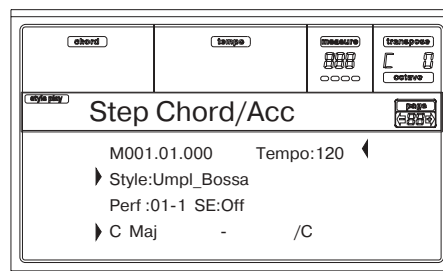 chord tempo measure transpose
888
C 0
octave
style play
Step Chord/Acc
page
88
M001.01.000 Tempo:120
Style:Umpl_Bossa
Perf :01-1 SE:Off
C Maj - /C